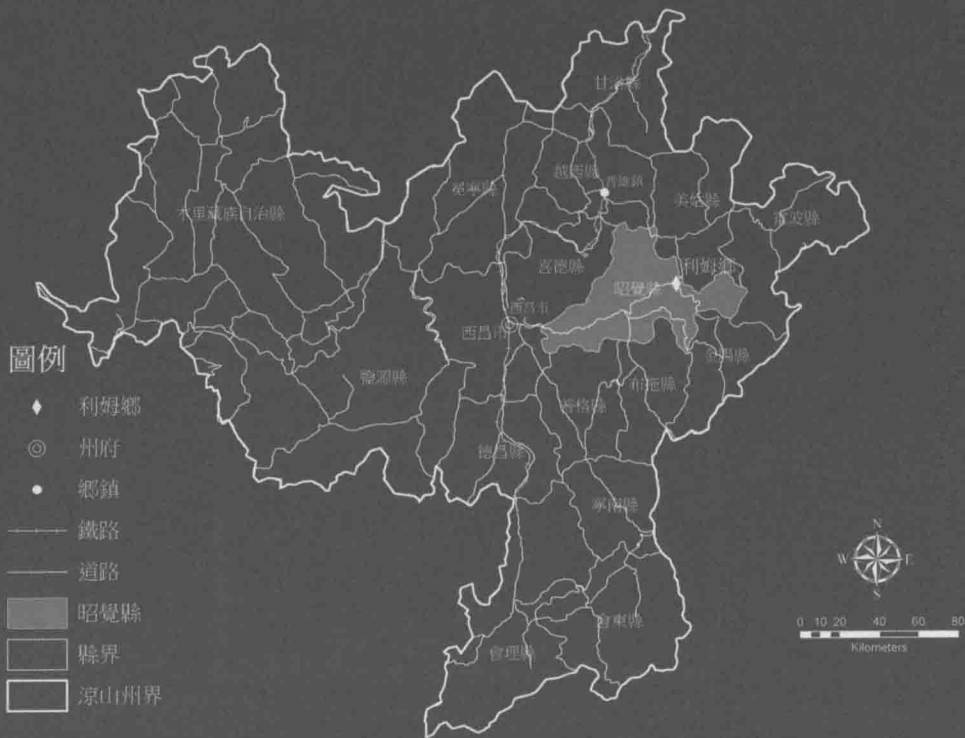 甘洛縣
越西縣
普雄鎮
冕寧縣
美姑縣
木里藏族自治縣
雷波縣
喜德縣
利姆鄉
昭覺縣
西昌市
西昌市
金陽縣
鹽源縣
布拖縣
普格縣
德昌縣
寧南縣
會東縣
會理縣
圖例
利姆鄉
州府
鄉鎮
鐵路
道路
昭覺縣
縣界
涼山州界
N
W E
S
0 10 20 40 60 80
Kilometers